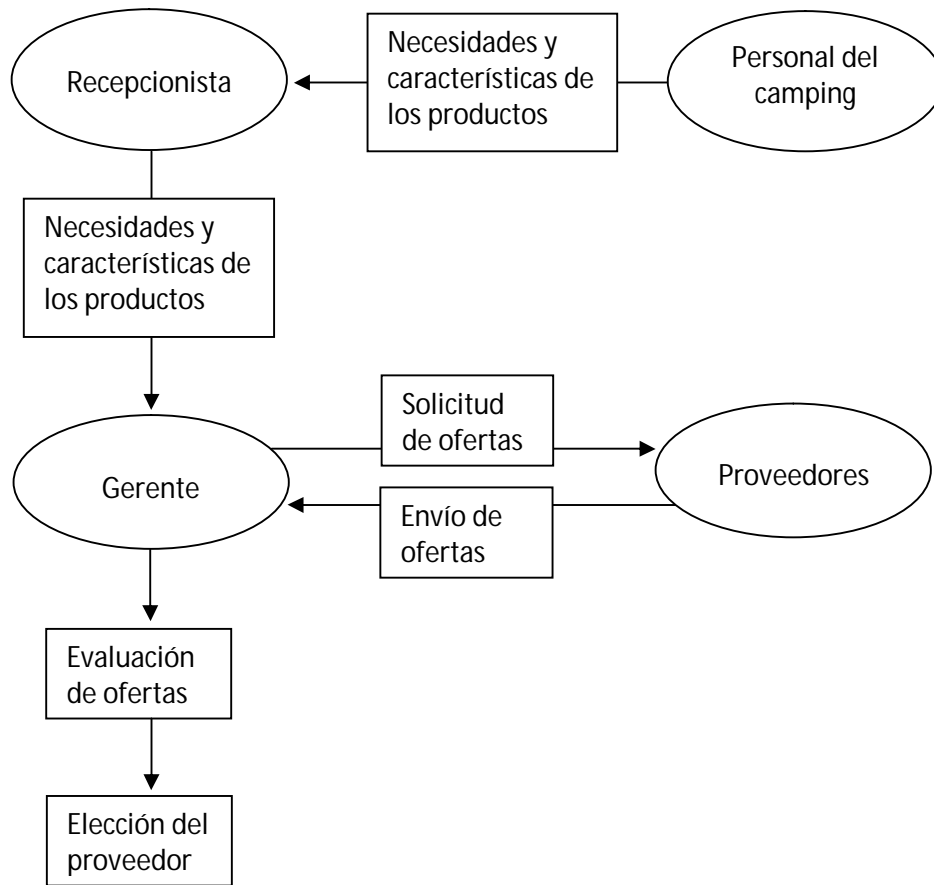 Recepcionista
Necesidades y
características de
los productos
Personal del
camping
Necesidades y
características de
los productos
Solicitud
de ofertas
Gerente
Proveedores
Envío de
ofertas
Evaluación
de ofertas
Elección del
proveedor